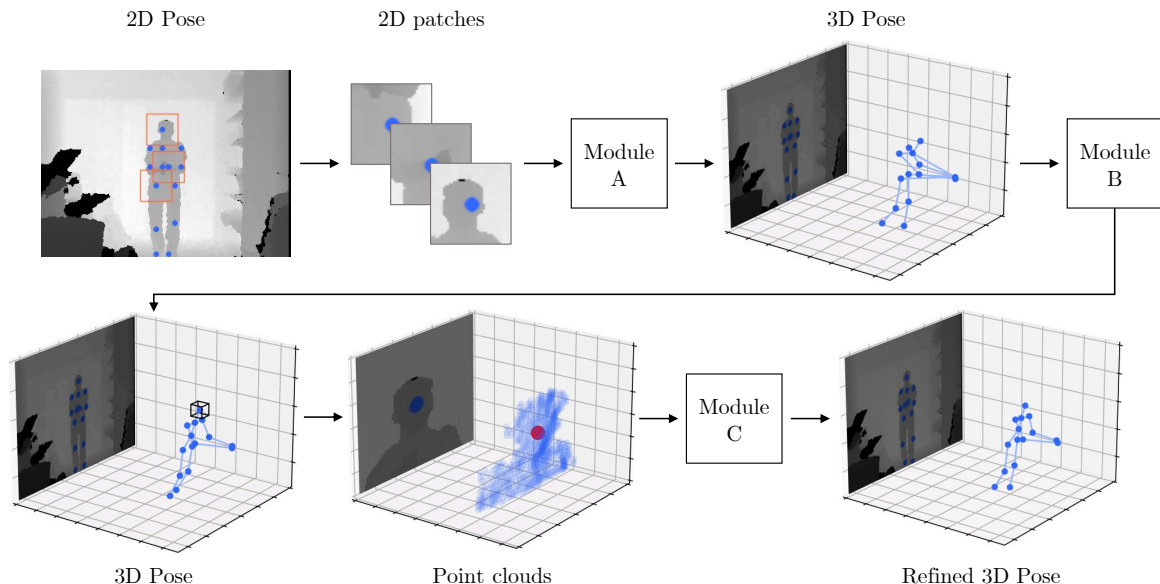 2D Pose
2D patches
3D Pose
Module
A
Module
B
Module
C
3D Pose
Point clouds
Refined 3D Pose